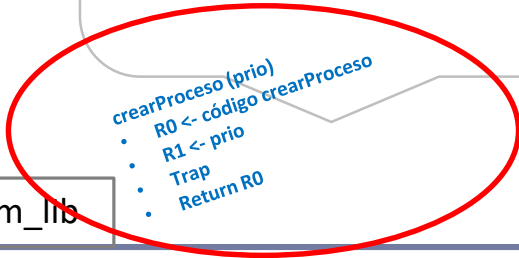 crearProceso (prio)
• R0 <- código crearProceso
• R1 <- prio
• Trap
• Return R0
m_lib